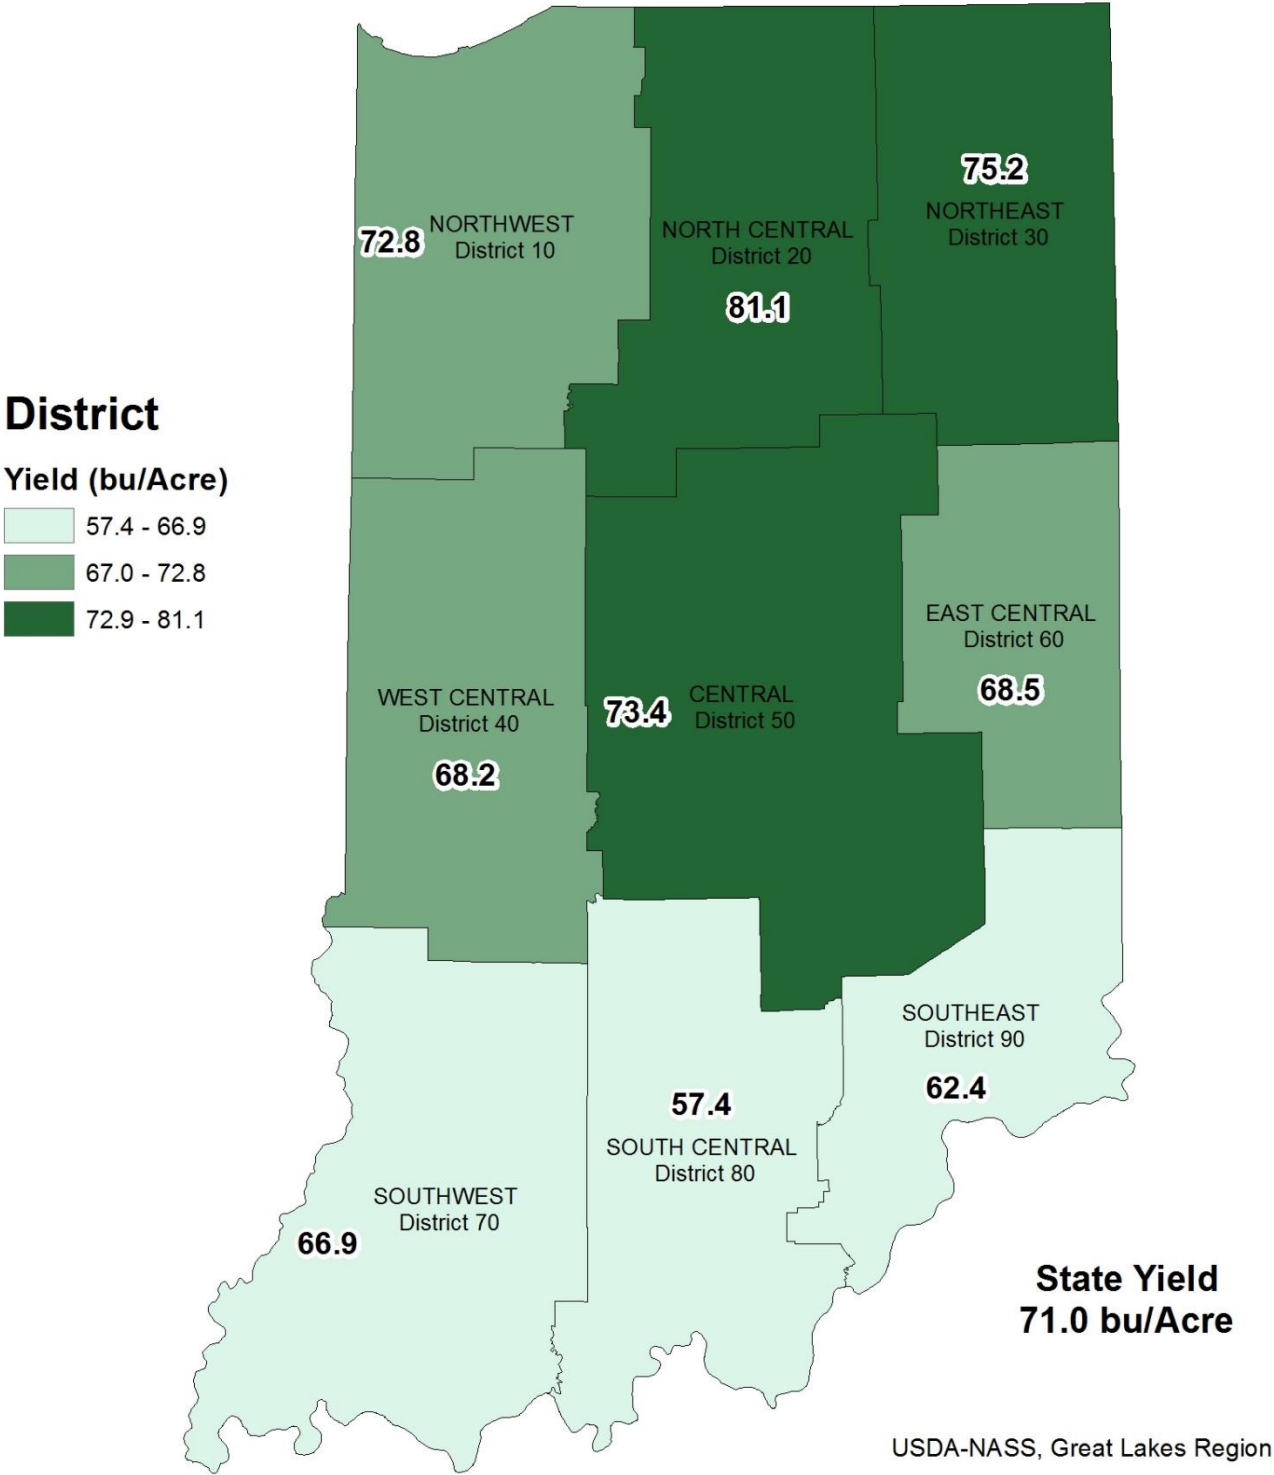 75.2
NORTHEAST
District 30
72.8
NORTHWEST
District 10
NORTH CENTRAL
District 20
81.1
District
Yield (bu/Acre)
57.4 - 66.9
67.0 - 72.8
72.9 - 81.1
EAST CENTRAL
District 60
68.5
WEST CENTRAL
District 40
68.2
73.4
CENTRAL
District 50
SOUTHEAST
District 90
62.4
57.4
SOUTH CENTRAL
District 80
SOUTHWEST
District 70
66.9
State Yield
71.0 bu/Acre
USDA-NASS, Great Lakes Region